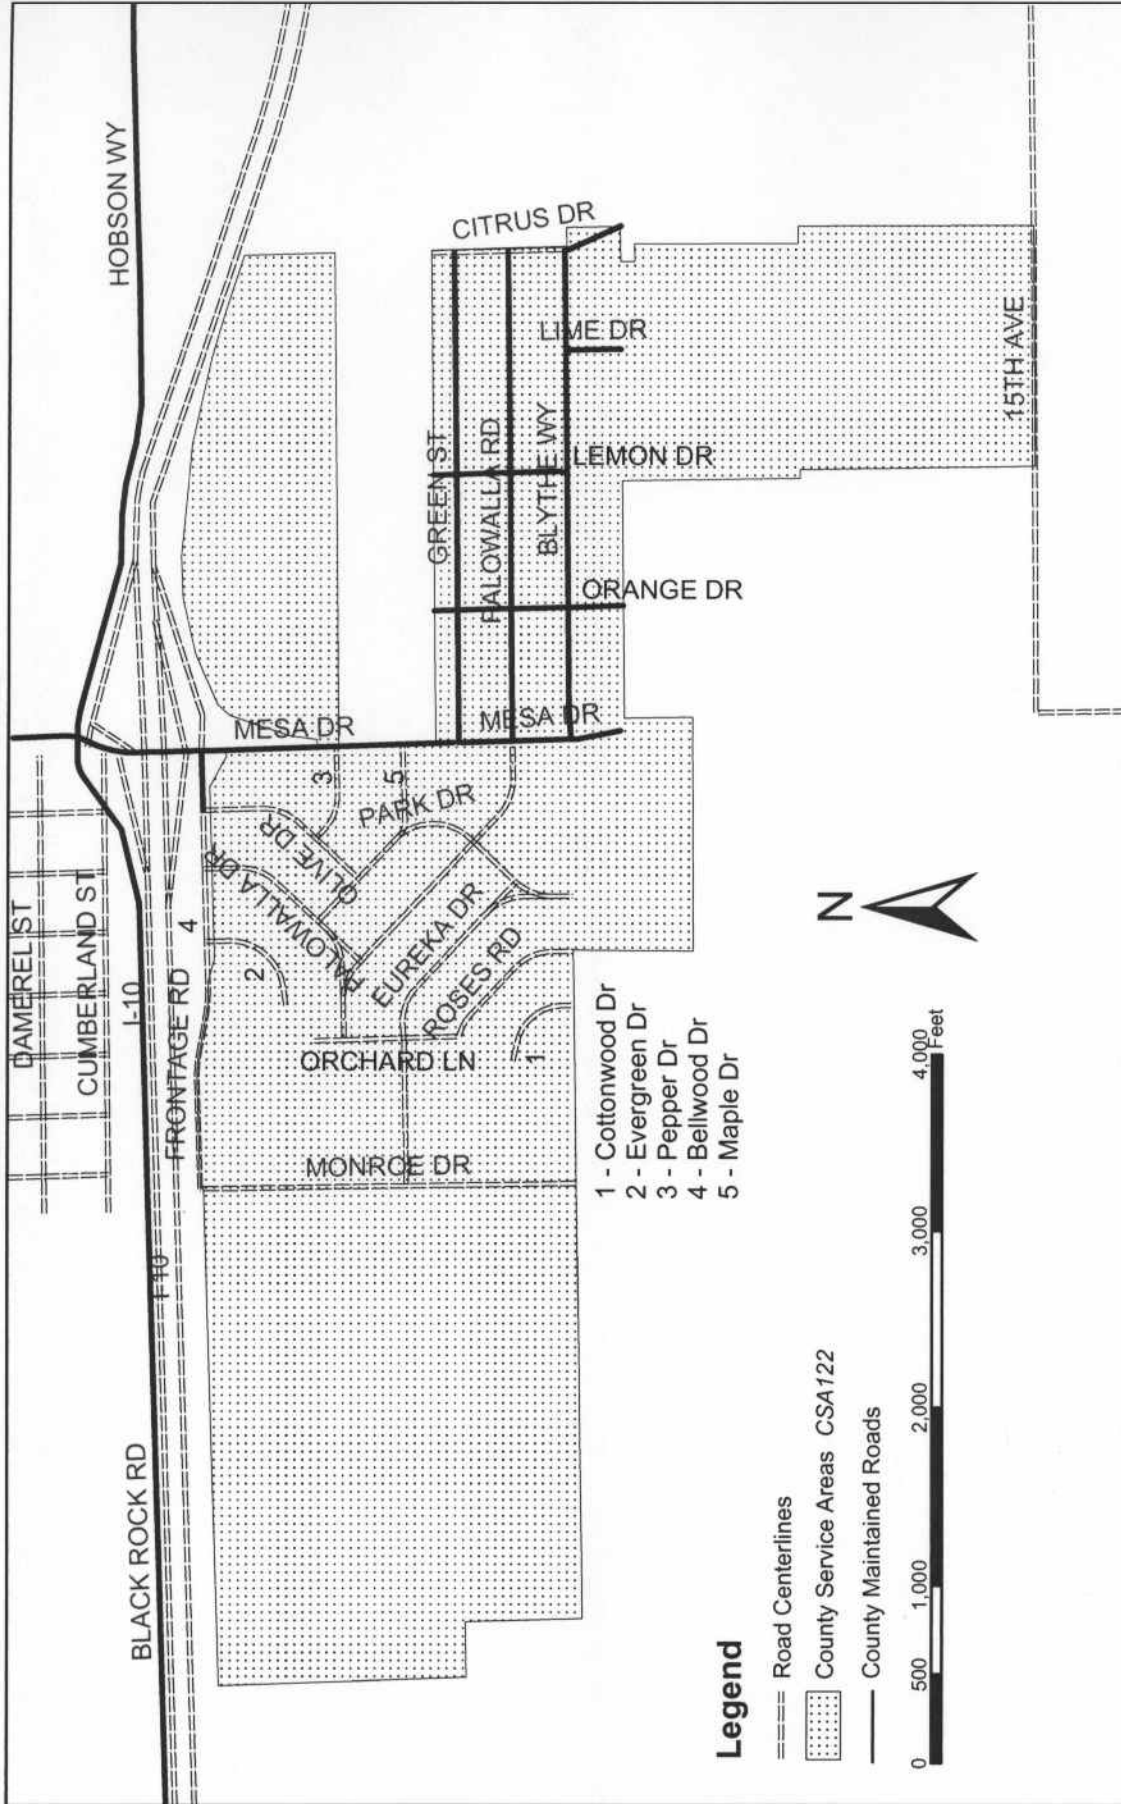 HOBSON WY
DAMEREL ST
CUMBERLAND ST
I-10
BLACK ROCK RD
I-10
FRONTAGE RD
4
2
3
5
1
MESA DR
MESA DR
PARK DR
OLIVE DR
PALOWALLA DR
EUREKA DR
ROSES RD
ORCHARD LN
MONROE DR
CITRUS DR
LIME DR
LEMON DR
ORANGE DR
GREEN ST
PALOWALLA RD
BLYTHE WY
15TH AVE
1 - Cottonwood Dr
2 - Evergreen Dr
3 - Pepper Dr
4 - Bellwood Dr
5 - Maple Dr
N
Legend
Road Centerlines
County Service Areas CSA122
County Maintained Roads
0 500 1,000 2,000 3,000 4,000
Feet